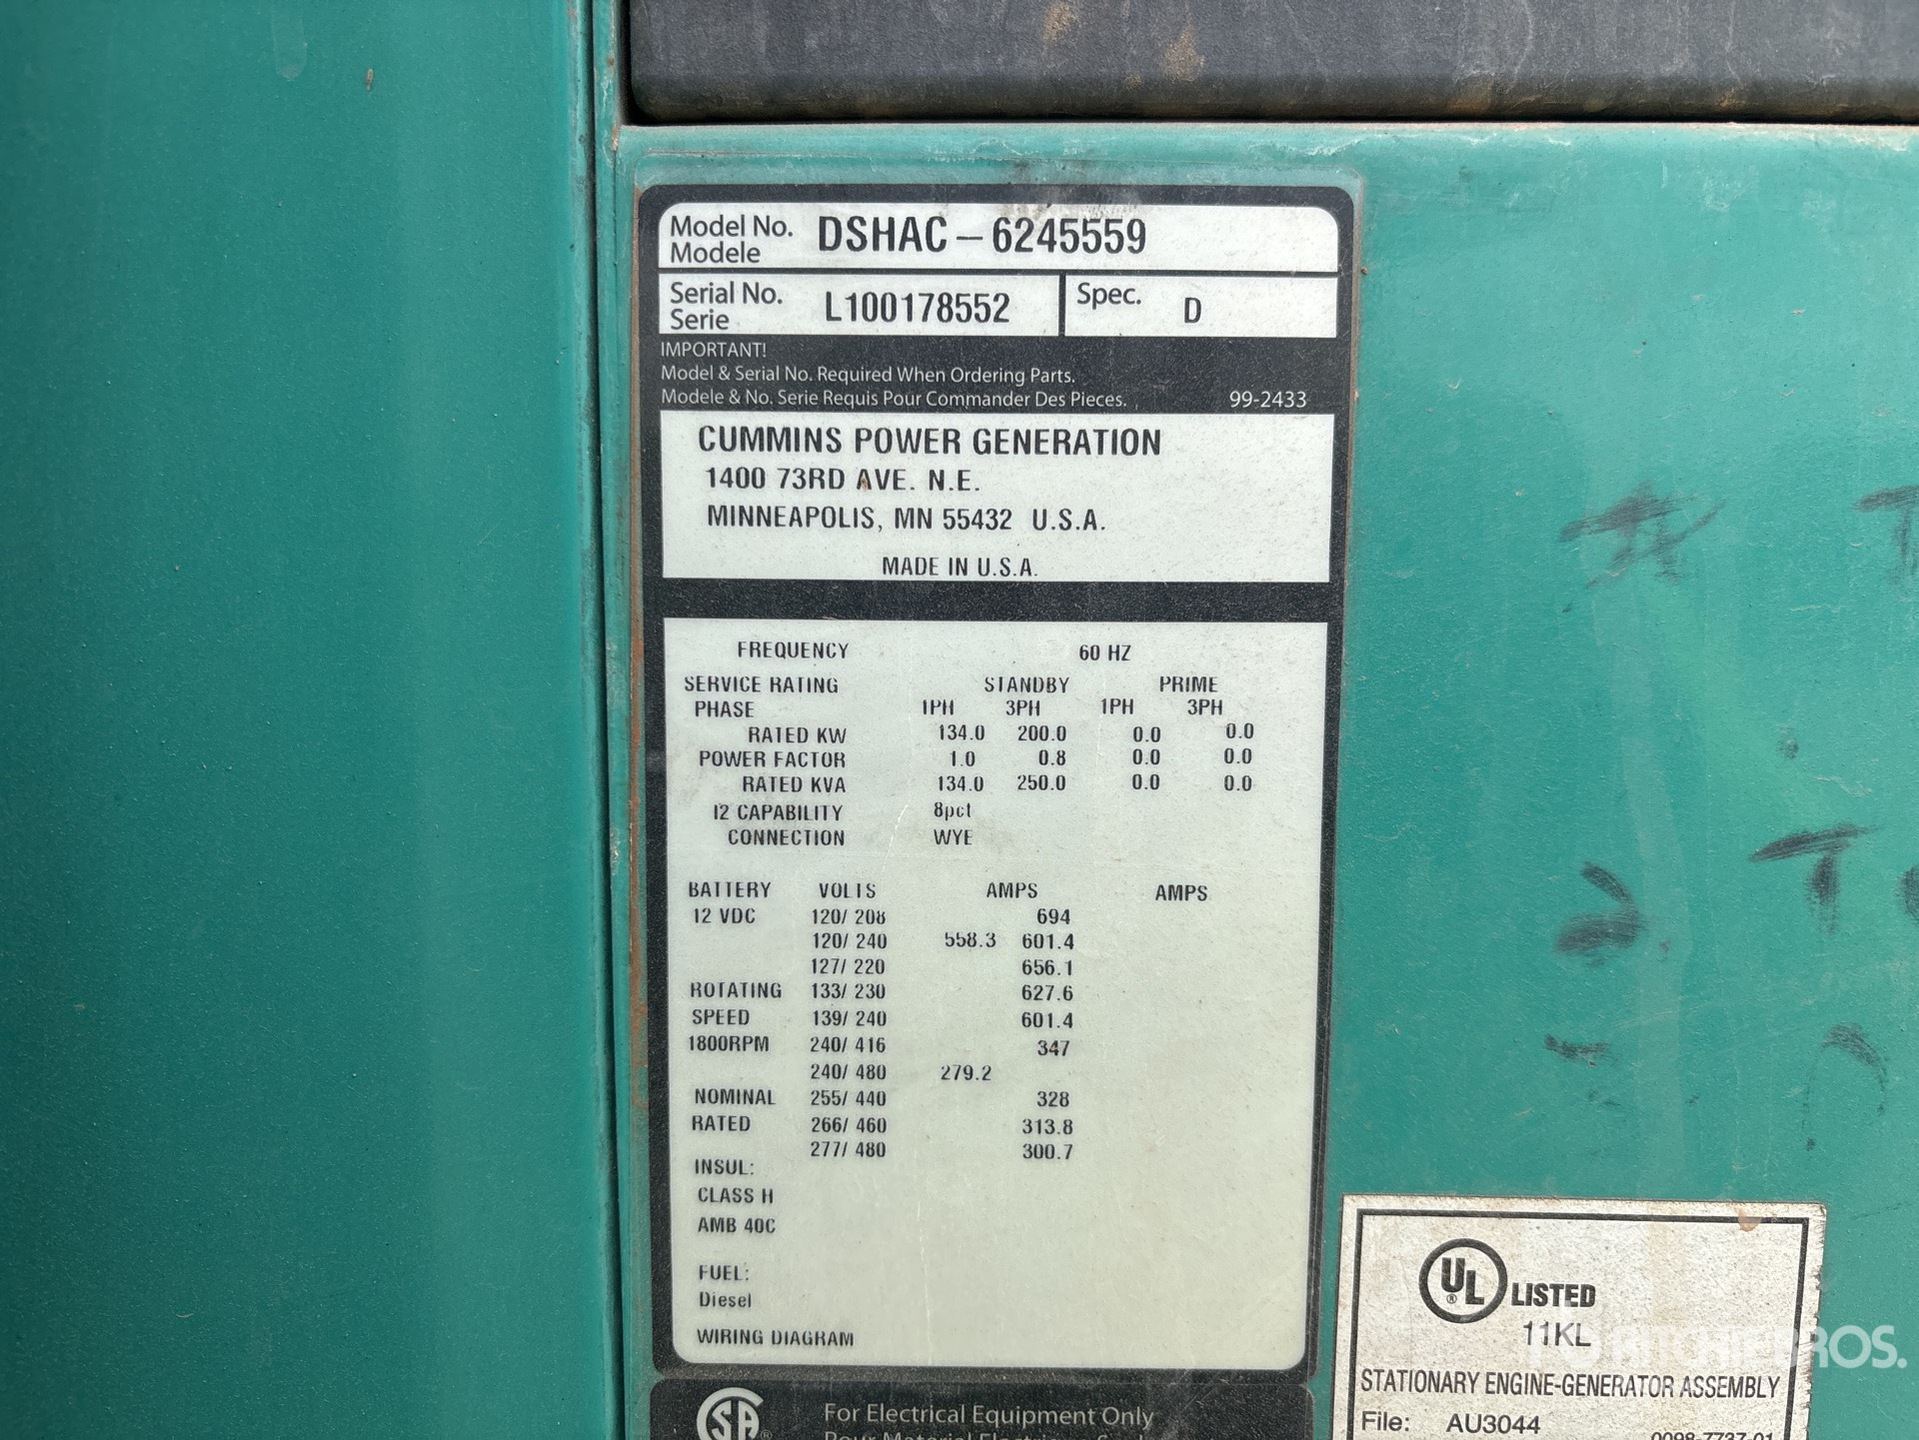 Model No. DSHAC-6245559
Modele
Serial No. L100178552 Spec. D
Serie
IMPORTANT!
Model & Serial No. Required When Ordering Parts.
Modele & No. Serie Requis Pour Commander Des Pieces. 99-2433
CUMMINS POWER GENERATION
1400 73RD AVE. N.E.
MINNEAPOLIS, MN 55432 U.S.A.
MADE IN U.S.A.
FREQUENCY 60 HZ
SERVICE RATING STANDBY PRIME
PHASE 1PH 3PH 1PH 3PH
RATED KW 134.0 200.0 0.0 0.0
POWER FACTOR 1.0 0.8 0.0 0.0
RATED KVA 134.0 250.0 0.0 0.0
I2 CAPABILITY 8pct
CONNECTION WYE
BATTERY VOLTS AMPS AMPS
12 VDC 120/ 208 694
120/ 240 558.3 601.4
127/ 220 656.1
ROTATING 133/ 230 627.6
SPEED 139/ 240 601.4
1800RPM 240/ 416 347
240/ 480 279.2
NOMINAL 255/ 440 328
RATED 266/ 460 313.8
277/ 480 300.7
INSUL:
CLASS H
AMB 40C
FUEL:
Diesel
WIRING DIAGRAM
SA ®
For Electrical Equipment Only
Pour Material
UL ® LISTED
11KL
RITCHIE BROS.
STATIONARY ENGINE-GENERATOR ASSEMBLY
File: AU3044
0098-7737-01